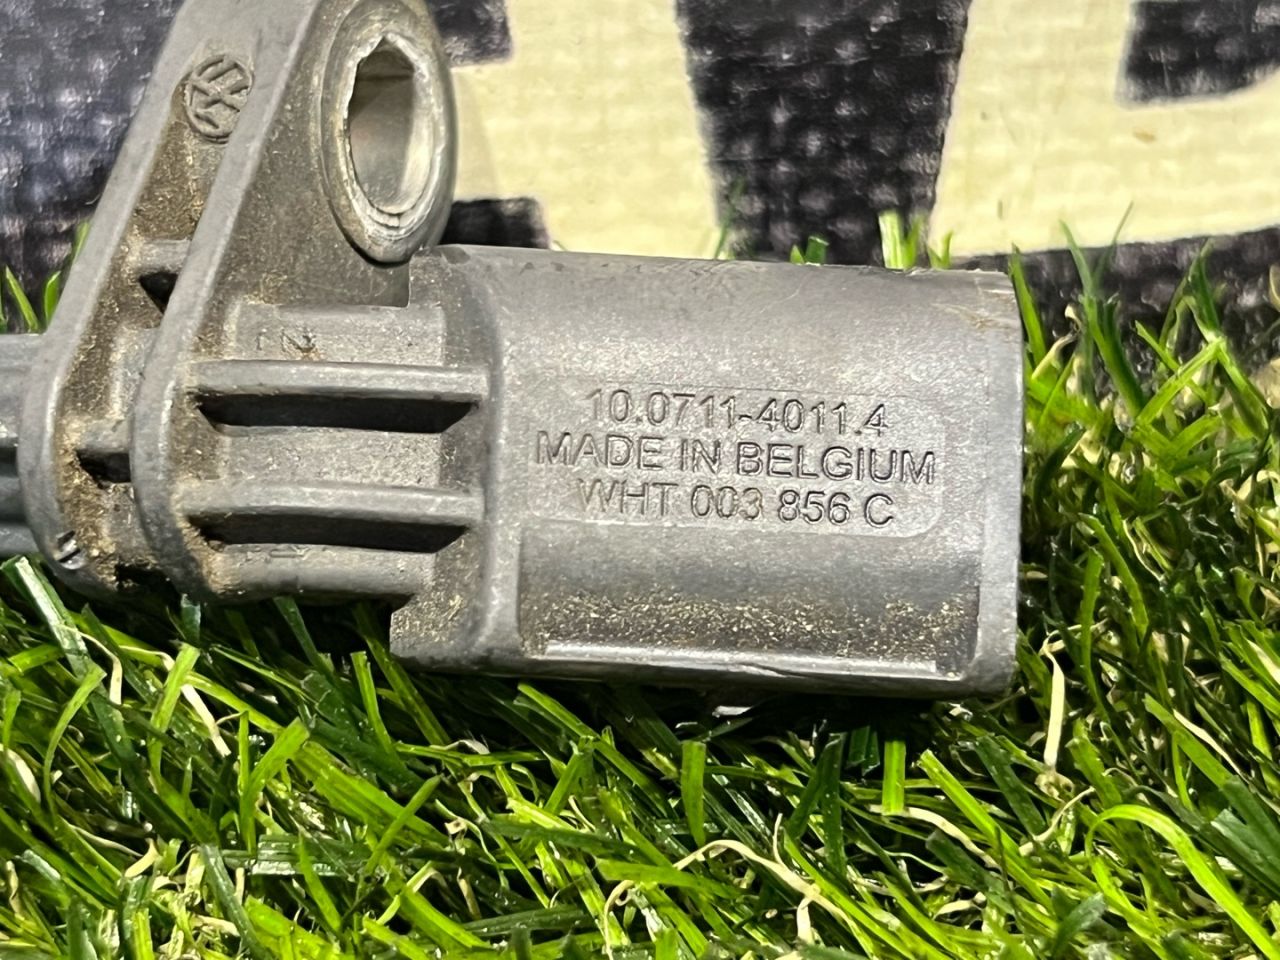 10.0711-4011.4
MADE IN BELGIUM
WHT 003 856 C